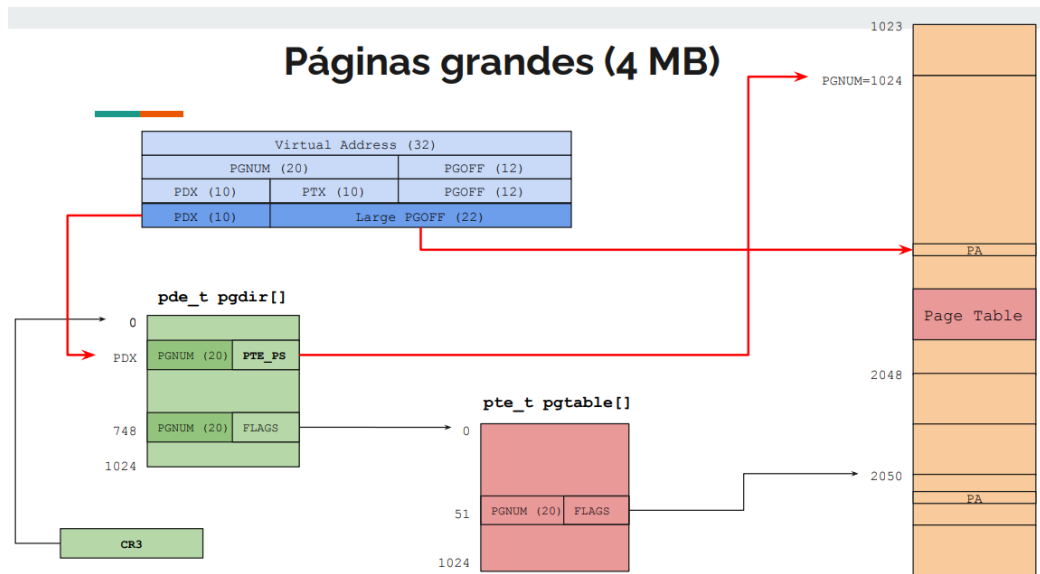 Páginas grandes (4 MB)
1023
PGNUM=1024
Virtual Address (32)
PGNUM (20) PGOFF (12)
PDX (10) PTX (10) PGOFF (12)
PDX (10) Large PGOFF (22)
PA
pde_t pgdir[]
Page Table
0
PDX PGNUM (20) PTE_PS
2048
pte_t pgtable[]
748 PGNUM (20) FLAGS
0
1024
2050
PA
51 PGNUM (20) FLAGS
CR3
1024